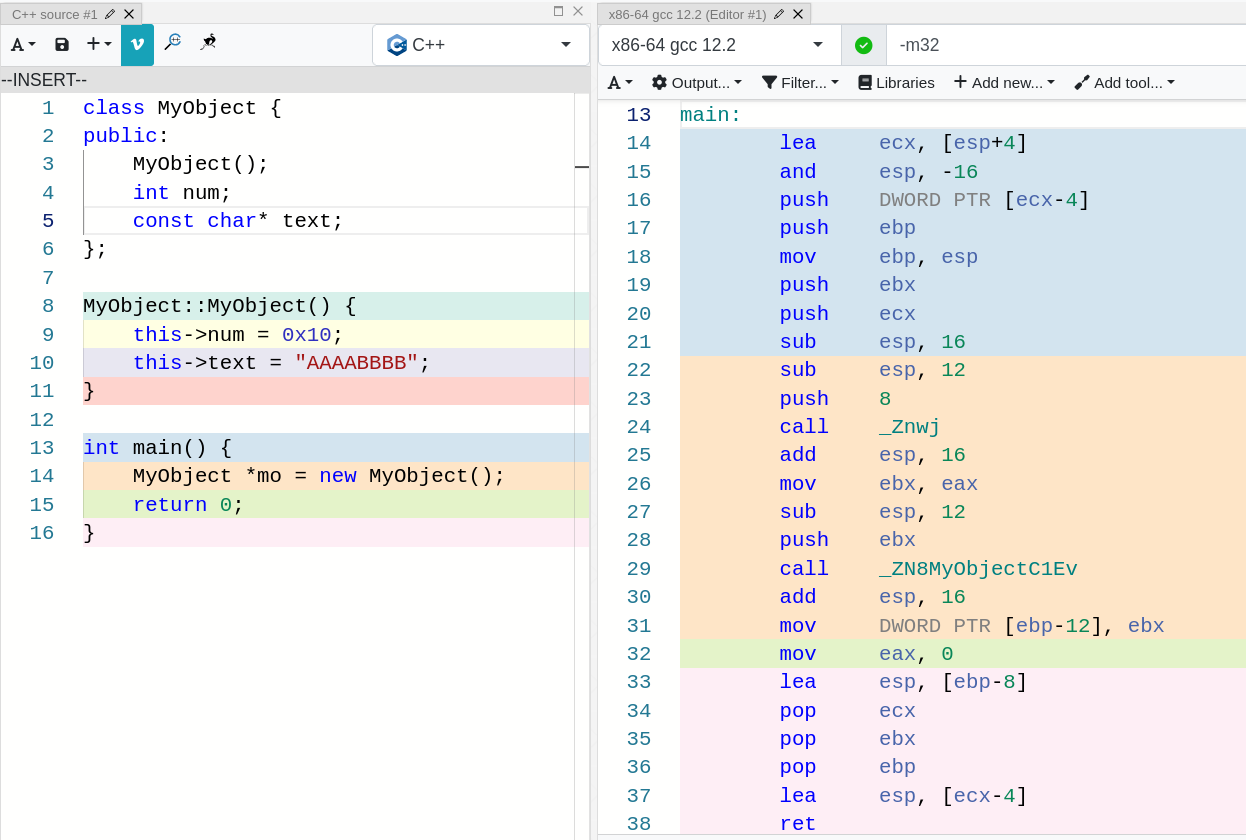 C++ source #1
A
C++
--INSERT--
1 class MyObject {
2 public:
3     MyObject();
4     int num;
5     const char* text;
6 };
7
8 MyObject::MyObject() {
9     this->num = 0x10;
10     this->text = "AAAABBBB";
11 }
12
13 int main() {
14     MyObject *mo = new MyObject();
15     return 0;
16 }
x86-64 gcc 12.2 (Editor #1)
x86-64 gcc 12.2
-m32
A Output... Filter... Libraries Add new... Add tool...
13 main:
14         lea     ecx, [esp+4]
15         and     esp, -16
16         push    DWORD PTR [ecx-4]
17         push    ebp
18         mov     ebp, esp
19         push    ebx
20         push    ecx
21         sub     esp, 16
22         sub     esp, 12
23         push    8
24         call    _Znwj
25         add     esp, 16
26         mov     ebx, eax
27         sub     esp, 12
28         push    ebx
29         call    _ZN8MyObjectC1Ev
30         add     esp, 16
31         mov     DWORD PTR [ebp-12], ebx
32         mov     eax, 0
33         lea     esp, [ebp-8]
34         pop     ecx
35         pop     ebx
36         pop     ebp
37         lea     esp, [ecx-4]
38         ret